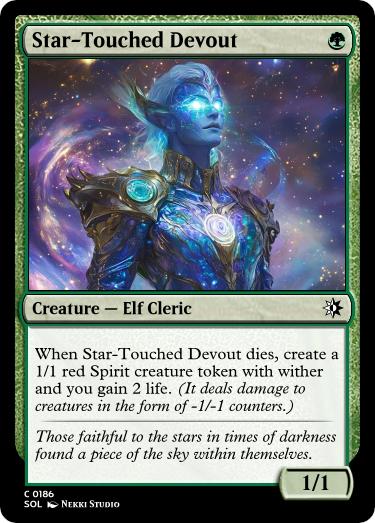 Star-Touched Devout
Creature — Elf Cleric
When Star-Touched Devout dies, create a
1/1 red Spirit creature token with wither
and you gain 2 life. (It deals damage to
creatures in the form of -1/-1 counters.)
Those faithful to the stars in times of darkness
found a piece of the sky within themselves.
1/1
C 0186
SOL Nekki Studio